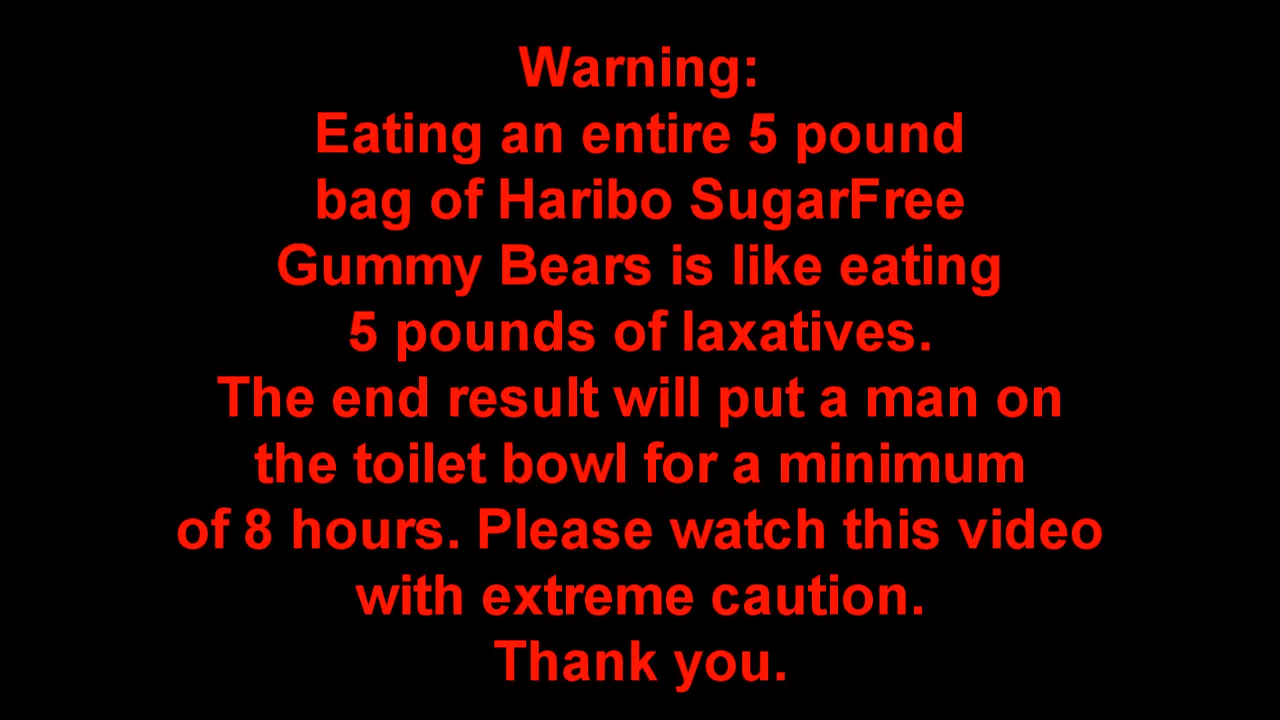 Warning:
Eating an entire 5 pound
bag of Haribo SugarFree
Gummy Bears is like eating
5 pounds of laxatives.
The end result will put a man on
the toilet bowl for a minimum
of 8 hours. Please watch this video
with extreme caution.
Thank you.